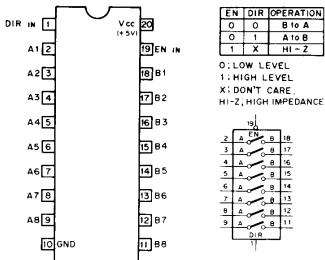 DIR IN 1
Vcc 20
(+5V)
A1 2
19 EN IN
A2 3
18 B1
A3 4
17 B2
A4 5
16 B3
A5 6
15 B4
A6 7
14 B5
A7 8
13 B6
A8 9
12 B7
10 GND
11 B8
EN DIR OPERATION
0 0 B to A
0 1 A to B
1 X HI-Z
0; LOW LEVEL
1; HIGH LEVEL
X; DON'T CARE.
HI-Z; HIGH IMPEDANCE
19
EN
2 A B 18
3 A B 17
4 A B 16
5 A B 15
6 A B 14
7 A B 13
8 A B 12
9 A B 11
DIR
1